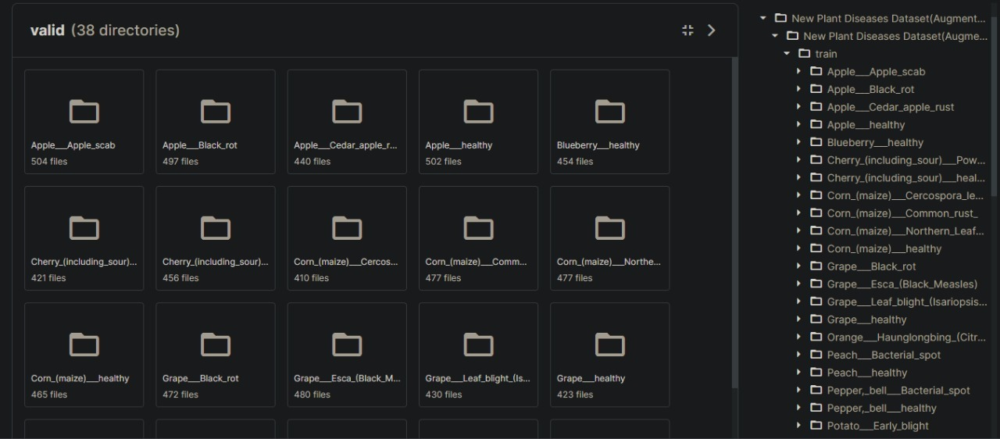 valid (38 directories)
Apple___Apple_scab
504 files
Apple___Black_rot
497 files
Apple___Cedar_apple_r...
440 files
Apple___healthy
502 files
Blueberry___healthy
454 files
Cherry_(including_sour)...
421 files
Cherry_(including_sour)...
456 files
Corn_(maize)___Cercos...
410 files
Corn_(maize)___Comm...
477 files
Corn_(maize)___Northe...
477 files
Corn_(maize)___healthy
465 files
Grape___Black_rot
472 files
Grape___Esca_(Black_M...
480 files
Grape___Leaf_blight_(Is...
430 files
Grape___healthy
423 files
New Plant Diseases Dataset(Augment...
New Plant Diseases Dataset(Augme...
train
Apple___Apple_scab
Apple___Black_rot
Apple___Cedar_apple_rust
Apple___healthy
Blueberry___healthy
Cherry_(including_sour)___Pow...
Cherry_(including_sour)___heal...
Corn_(maize)___Cercospora_le...
Corn_(maize)___Common_rust_
Corn_(maize)___Northern_Leaf...
Corn_(maize)___healthy
Grape___Black_rot
Grape___Esca_(Black_Measles)
Grape___Leaf_blight_(Isariopsis...
Grape___healthy
Orange___Haunglongbing_(Citr...
Peach___Bacterial_spot
Peach___healthy
Pepper,_bell___Bacterial_spot
Pepper,_bell___healthy
Potato___Early_blight